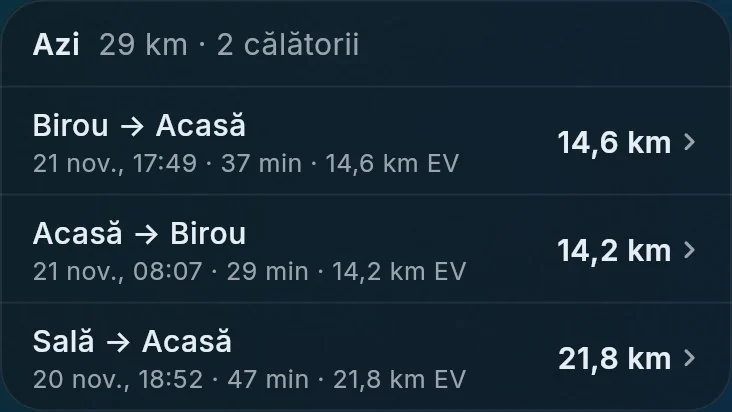 Azi 29 km · 2 călătorii
Birou → Acasă
21 nov., 17:49 · 37 min · 14,6 km EV
14,6 km
Acasă → Birou
21 nov., 08:07 · 29 min · 14,2 km EV
14,2 km
Sală → Acasă
20 nov., 18:52 · 47 min · 21,8 km EV
21,8 km